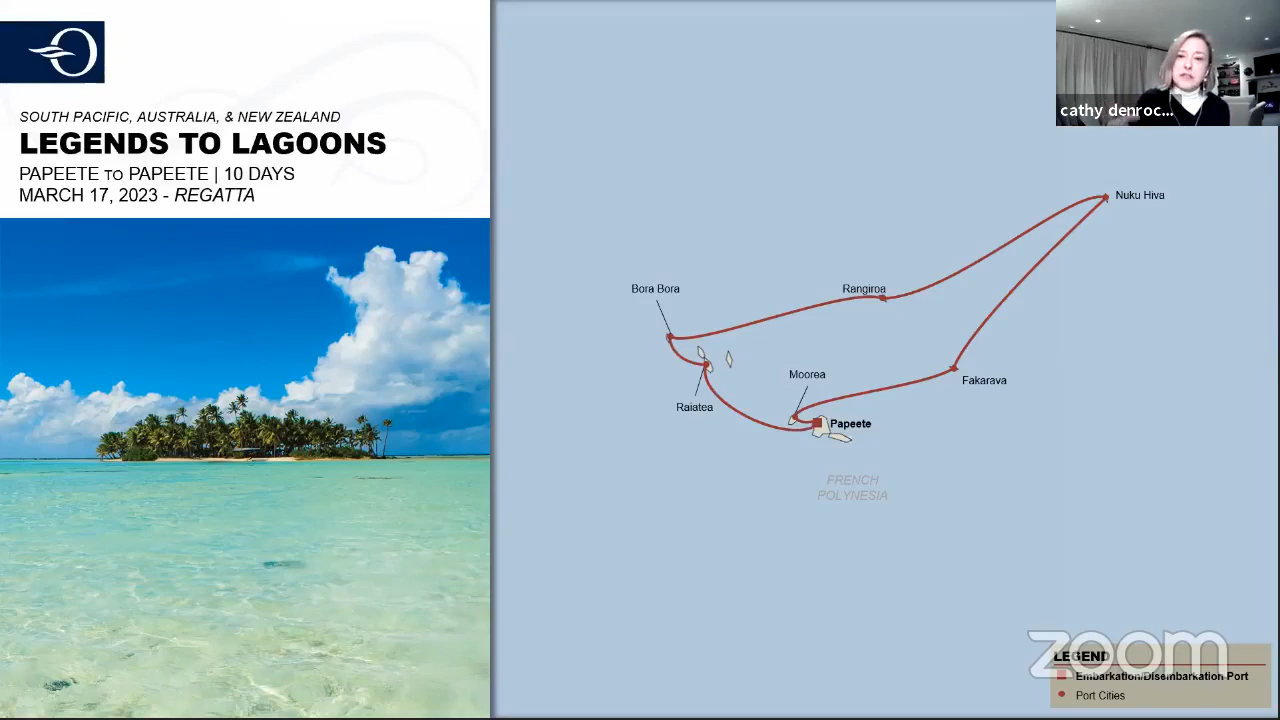 SOUTH PACIFIC, AUSTRALIA, & NEW ZEALAND
LEGENDS TO LAGOONS
PAPEETE TO PAPEETE | 10 DAYS
MARCH 17, 2023 - REGATTA
cathy denroc...
Nuku Hiva
Rangiroa
Bora Bora
Moorea
Fakarava
Raiatea
Papeete
FRENCH
POLYNESIA
zoom
LEGEND
Embarkation/Disembarkation Port
Port Cities